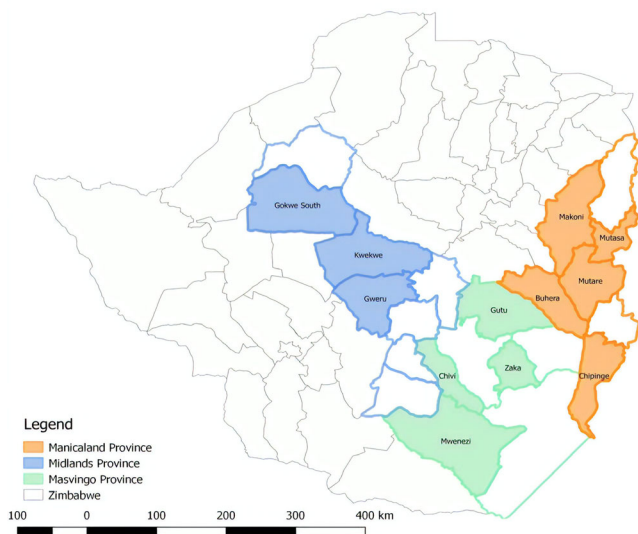 Gokwe South
Makoni
Mutasa
Kwekwe
Mutare
Gweru
Buhera
Gutu
Zaka
Chivi
Chipinge
Mwenezi
Legend
Manicaland Province
Midlands Province
Masvingo Province
Zimbabwe
100 0 100 200 300 400 km